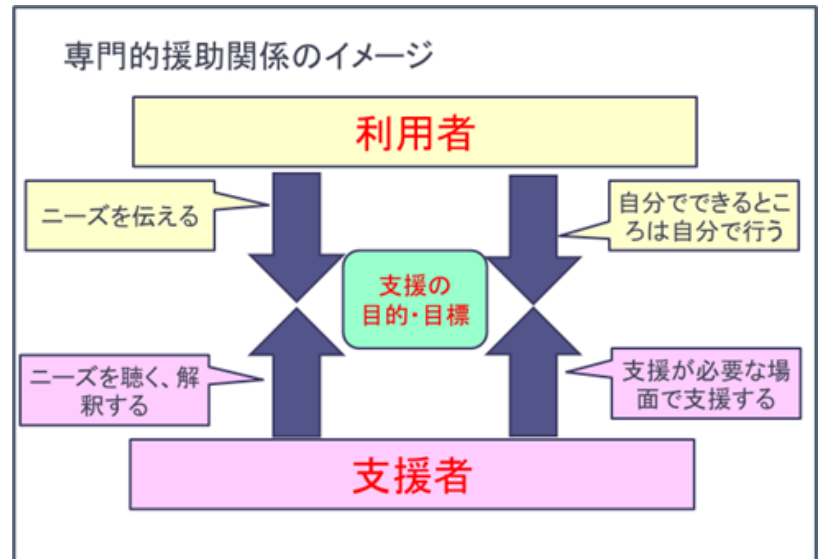 専門的援助関係のイメージ
利用者
ニーズを伝える
自分でできるとこ
ろは自分で行う
支援の
目的・目標
ニーズを聴く、解
釈する
支援が必要な場
面で支援する
支援者